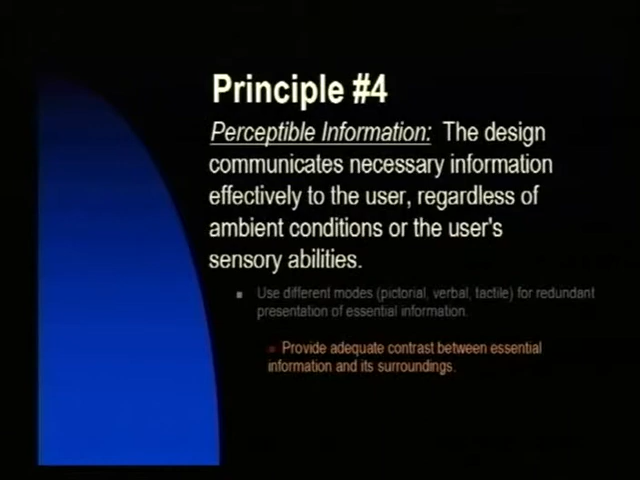 Principle #4
Perceptible Information: The design
communicates necessary information
effectively to the user, regardless of
ambient conditions or the user's
sensory abilities.
Use different modes (pictorial, verbal, tactile) for redundant
presentation of essential information.
Provide adequate contrast between essential
information and its surroundings.